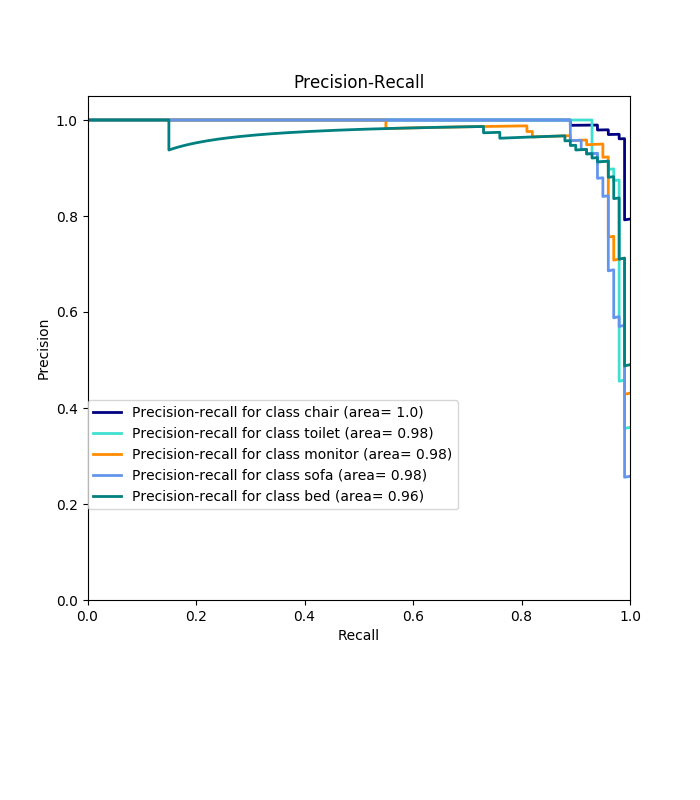 Precision-Recall
1.0
0.8
0.6
0.4
0.2
0.0
Precision
Precision-recall for class chair (area= 1.0)
Precision-recall for class toilet (area= 0.98)
Precision-recall for class monitor (area= 0.98)
Precision-recall for class sofa (area= 0.98)
Precision-recall for class bed (area= 0.96)
0.0 0.2 0.4 0.6 0.8 1.0
Recall